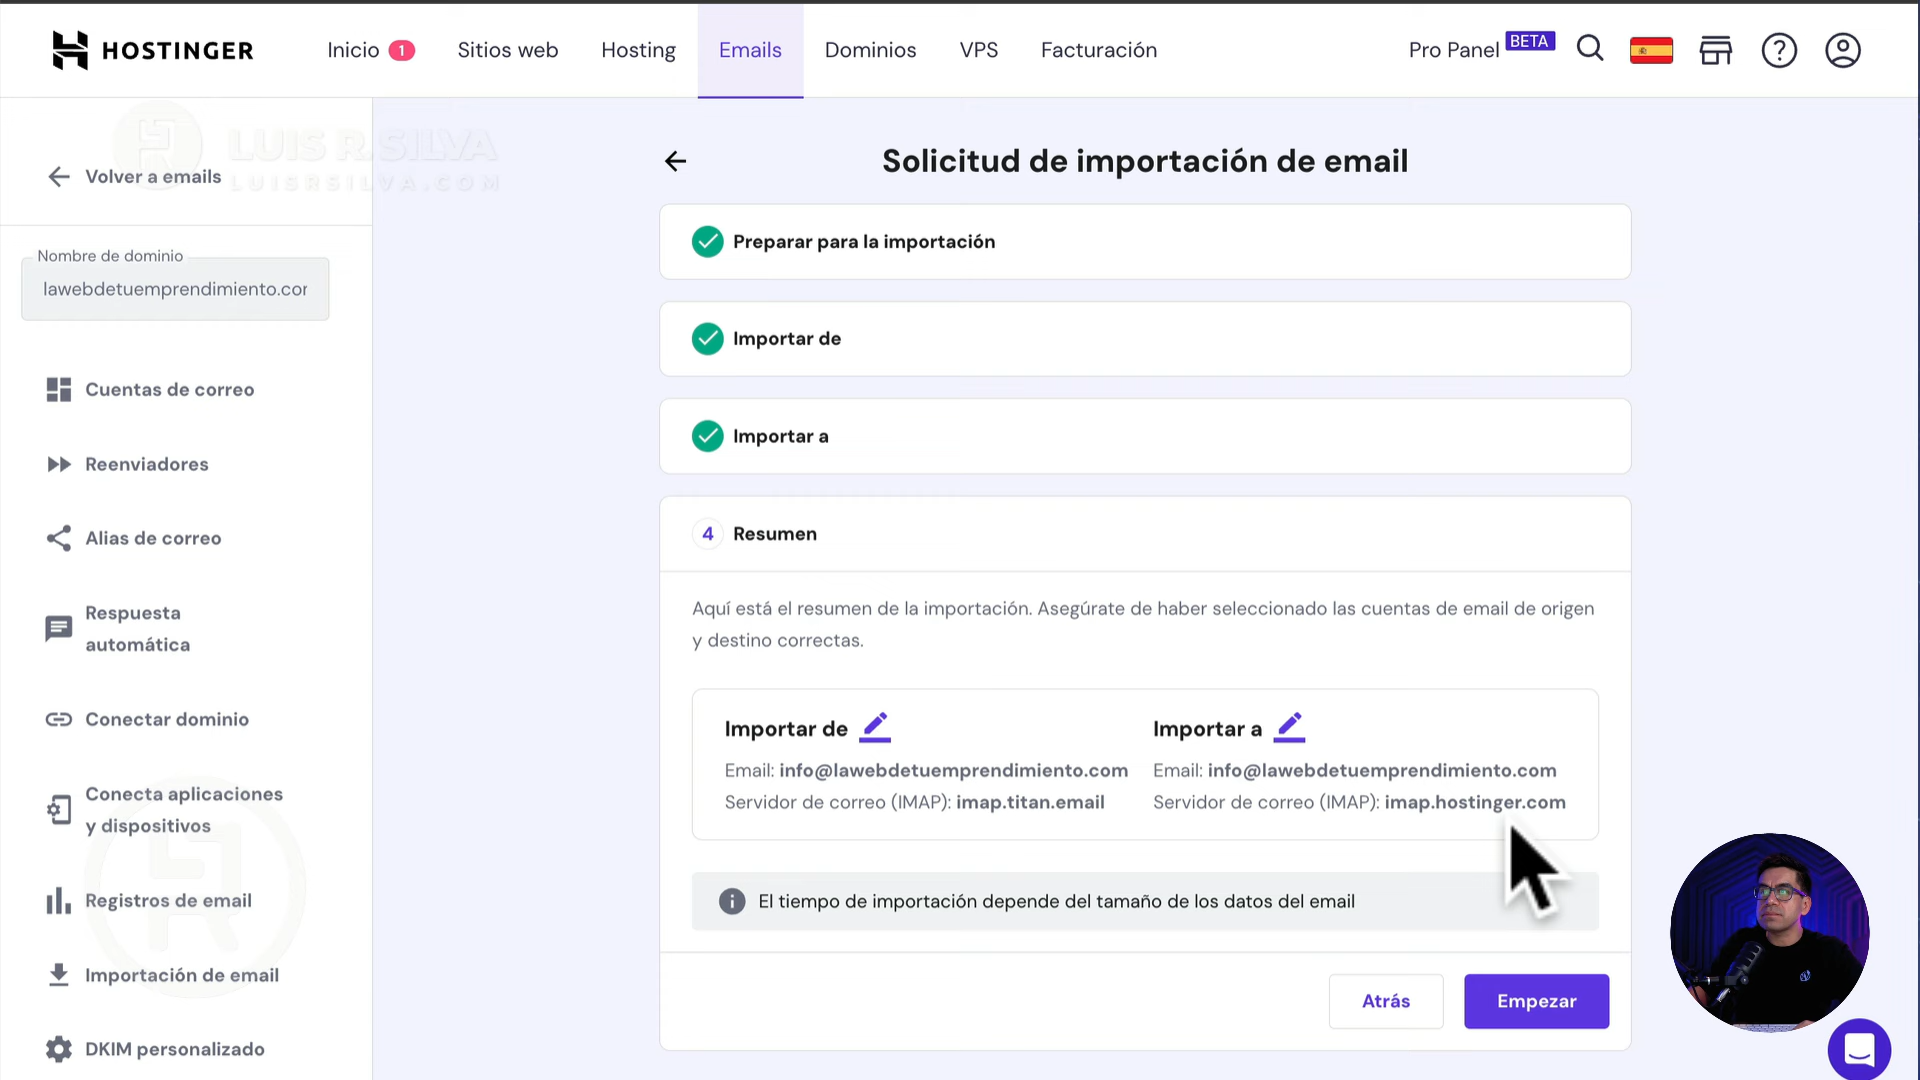 HOSTINGER
Inicio 1
Sitios web
Hosting
Emails
Dominios
VPS
Facturación
Pro Panel BETA
LUIS R.SILVA
LUISRSILVA.COM
Volver a emails
Nombre de dominio
lawebdetuemprendimiento.cor
Cuentas de correo
Reenviadores
Alias de correo
Respuesta
automática
Conectar dominio
Conecta aplicaciones
y dispositivos
Registros de email
Importación de email
DKIM personalizado
Solicitud de importación de email
Preparar para la importación
Importar de
Importar a
4 Resumen
Aquí está el resumen de la importación. Asegúrate de haber seleccionado las cuentas de email de origen
y destino correctas.
Importar de
Email: info@lawebdetuemprendimiento.com
Servidor de correo (IMAP): imap.titan.email
Importar a
Email: info@lawebdetuemprendimiento.com
Servidor de correo (IMAP): imap.hostinger.com
El tiempo de importación depende del tamaño de los datos del email
Atrás
Empezar